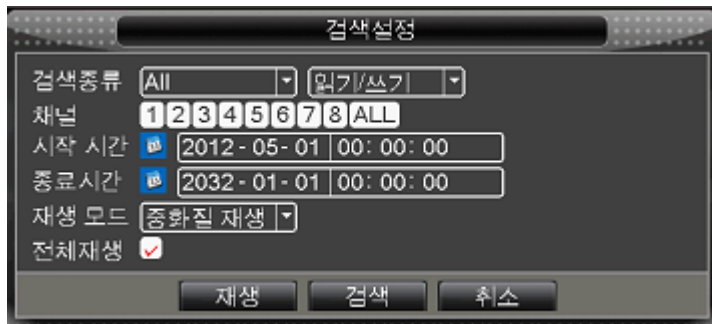 검색설정
검색종류 All 읽기/쓰기
채널 1 2 3 4 5 6 7 8 ALL
시작 시간 2012 - 05 - 01 00 : 00 : 00
종료시간 2032 - 01 - 01 00 : 00 : 00
재생 모드 중화질 재생
전체재생
재생 검색 취소